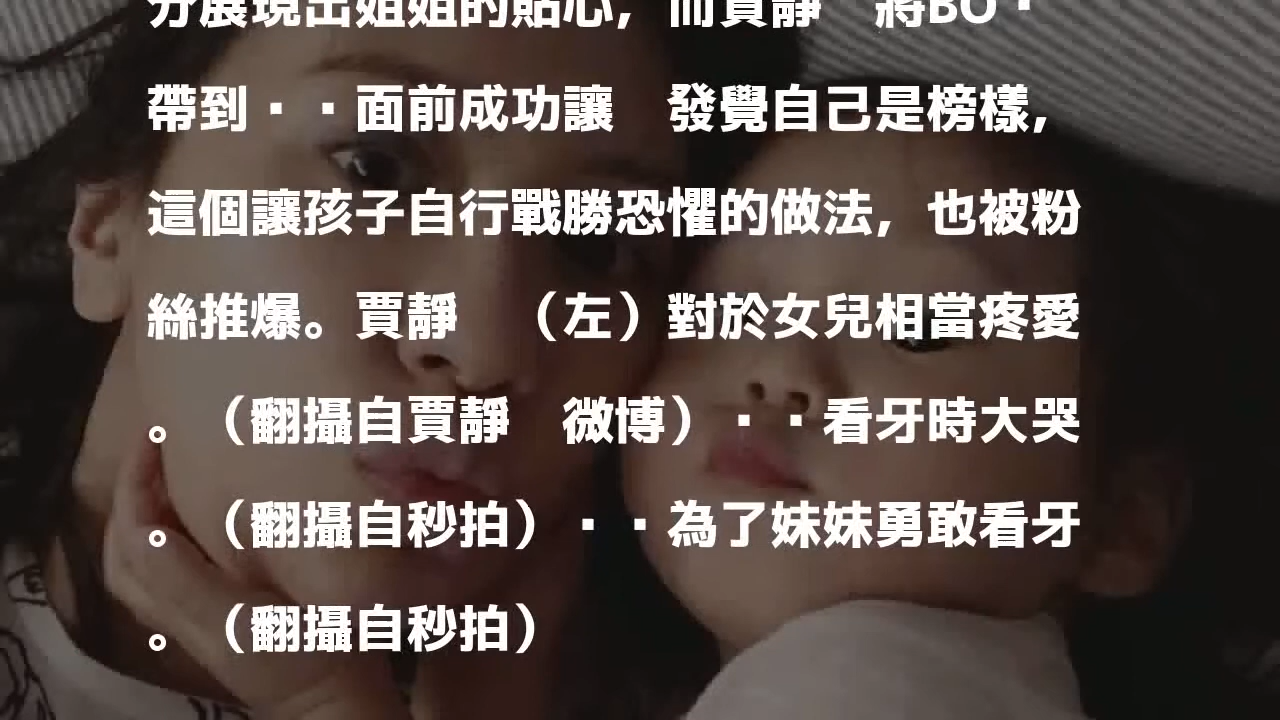 分展現出姐姐的貼心，而賈靜　將BO·
帶到··面前成功讓　發覺自己是榜樣，
這個讓孩子自行戰勝恐懼的做法，也被粉
絲推爆。賈靜　（左）對於女兒相當疼愛
。（翻攝自賈靜　微博）··看牙時大哭
。（翻攝自秒拍）··為了妹妹勇敢看牙
。（翻攝自秒拍）